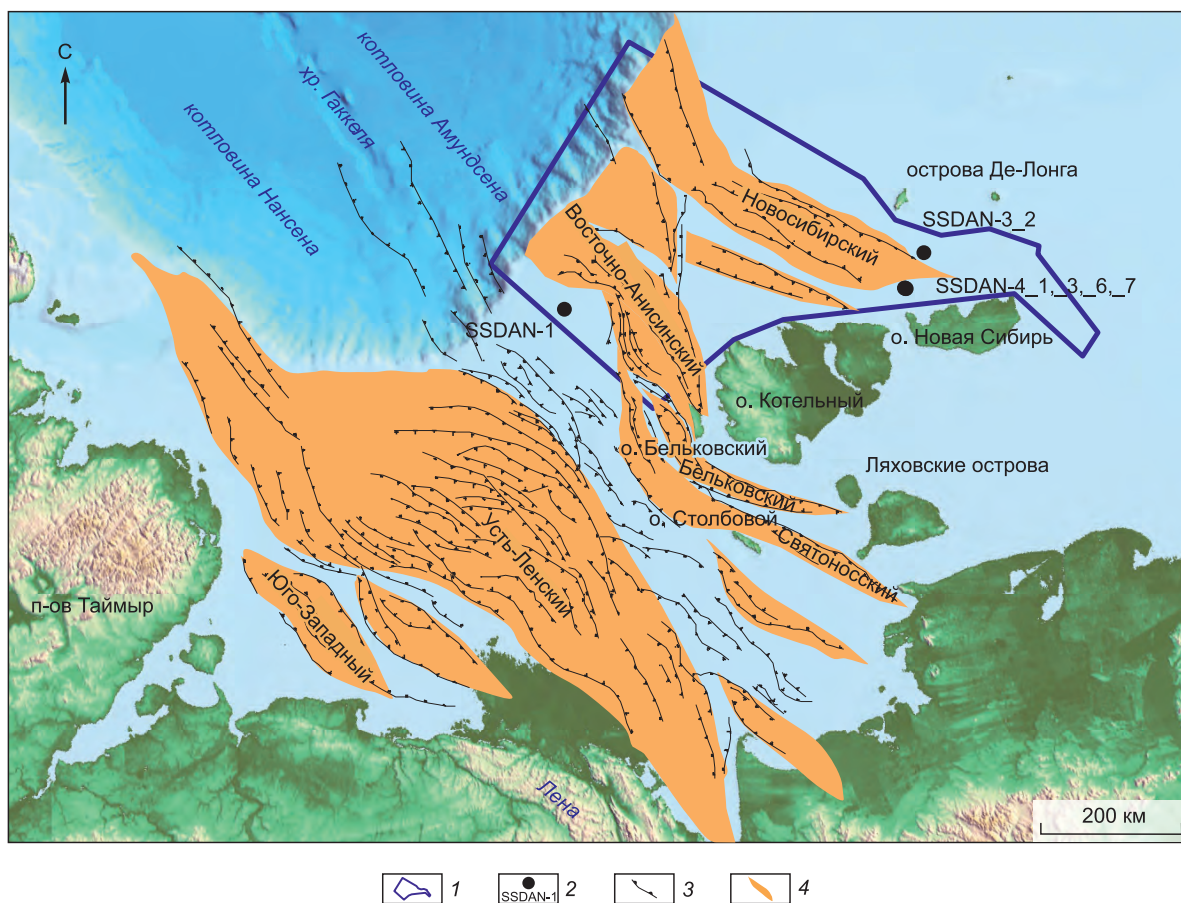 С
хр. Гаккеля
котловина Амундсена
котловина Нансена
острова Де-Лонга
Новосибирский
SSDAN-3_2
Восточно-Анисинский
SSDAN-4_1,_3,_6,_7
SSDAN-1
о. Новая Сибирь
о. Котельный
о. Бельковский
Бельковский
Ляховские острова
о. Столбовой
Святоносский
Усть-Ленский
п-ов Таймыр
Юго-Западный
Лена
200 км
1
SSDAN-1
2
3
4